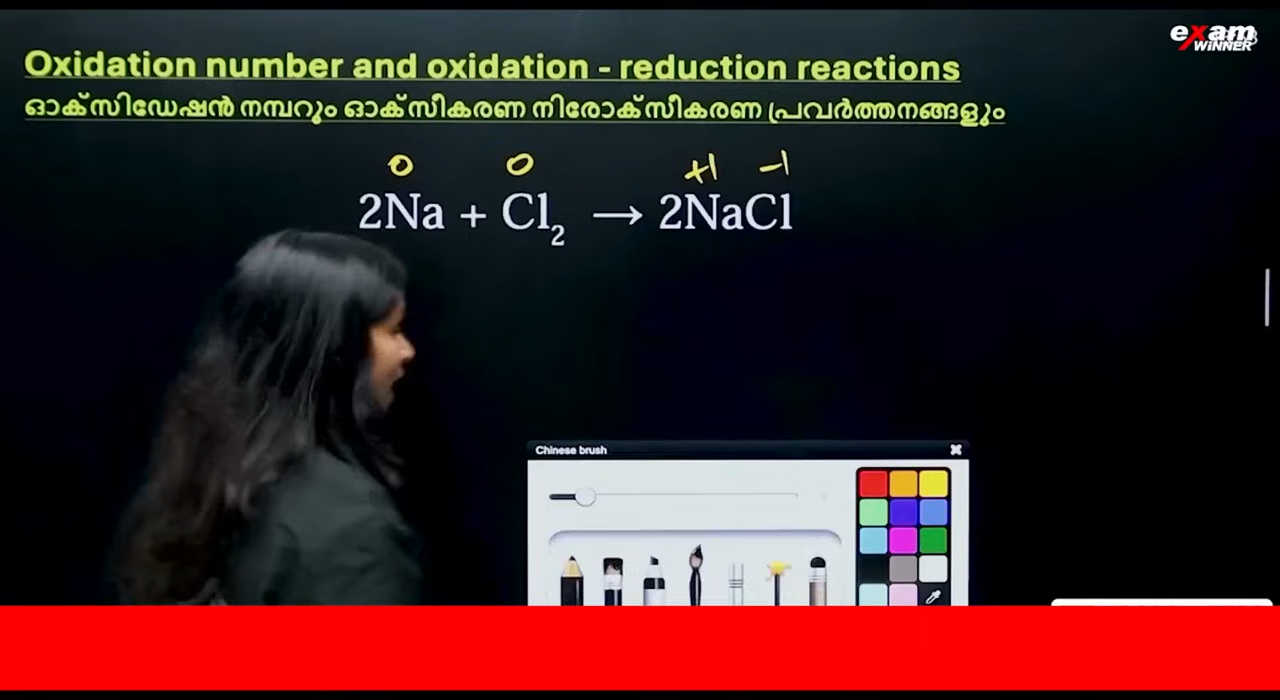 exam
WINNER
Oxidation number and oxidation - reduction reactions
ഓക്സിഡേഷൻ നമ്പറും ഓക്സീകരണ നിരോക്സീകരണ പ്രവർത്തനങ്ങളും
0 0 +1 -1
2Na + Cl₂ → 2NaCl
Chinese brush